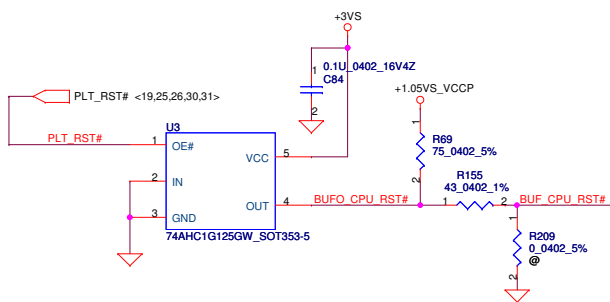 +3VS
1
0.1U_0402_16V4Z
C84
2
PLT_RST# <19,25,26,30,31>
+1.05VS_VCCP
U3
PLT_RST#
1
OE#
VCC
5
1
R69
75_0402_5%
2
2
IN
R155
43_0402_1%
OUT
4
BUFO_CPU_RST#
1
2
BUF_CPU_RST#
3
GND
74AHC1G125GW_SOT353-5
1
R209
0_0402_5%
@
2